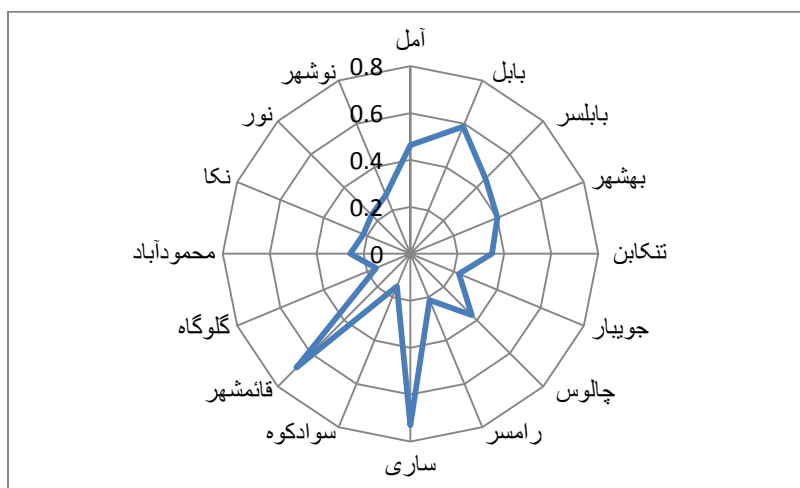 آمل
بابل
بابلسر
بهشهر
تنکابن
جویبار
چالوس
رامسر
ساری
سوادکوه
قائمشهر
گلوگاه
محمودآباد
نکا
نور
نوشهر
0.8
0.6
0.4
0.2
0